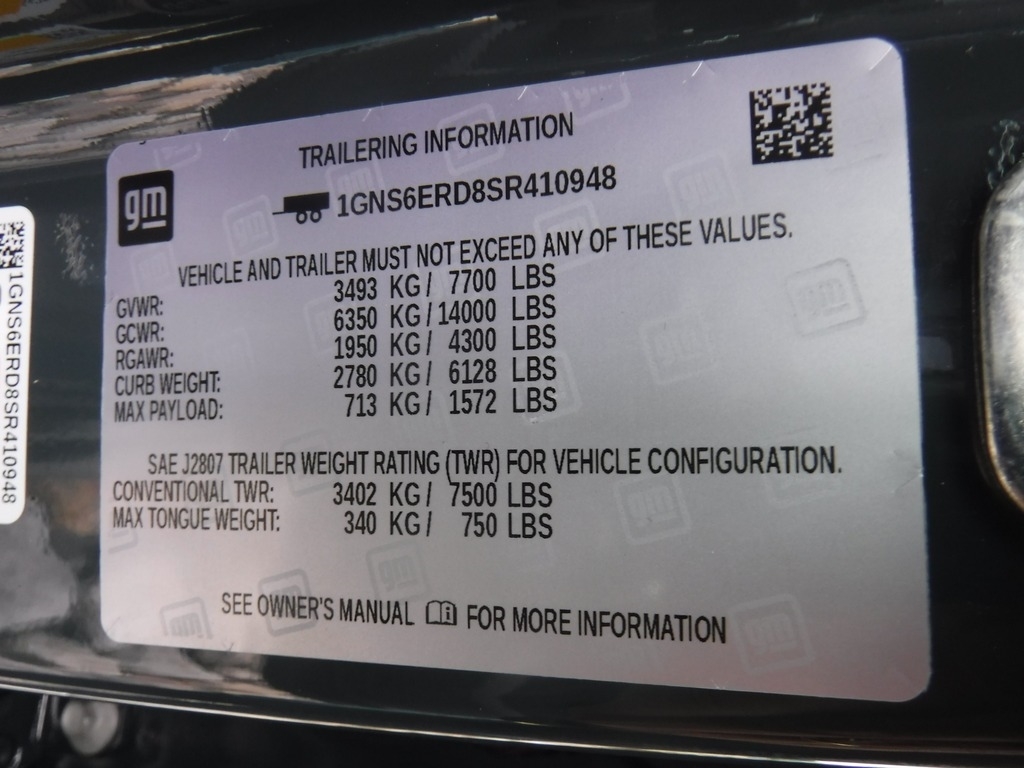 TRAILERING INFORMATION
gm
1GNS6ERD8SR410948
VEHICLE AND TRAILER MUST NOT EXCEED ANY OF THESE VALUES.
GVWR: 3493 KG/ 7700 LBS
GCWR: 6350 KG/ 14000 LBS
RGAWR: 1950 KG/ 4300 LBS
CURB WEIGHT: 2780 KG/ 6128 LBS
MAX PAYLOAD: 713 KG/ 1572 LBS
SAE J2807 TRAILER WEIGHT RATING (TWR) FOR VEHICLE CONFIGURATION.
CONVENTIONAL TWR: 3402 KG/ 7500 LBS
MAX TONGUE WEIGHT: 340 KG/ 750 LBS
SEE OWNER'S MANUAL FOR MORE INFORMATION
1GNS6ERD8SR410948